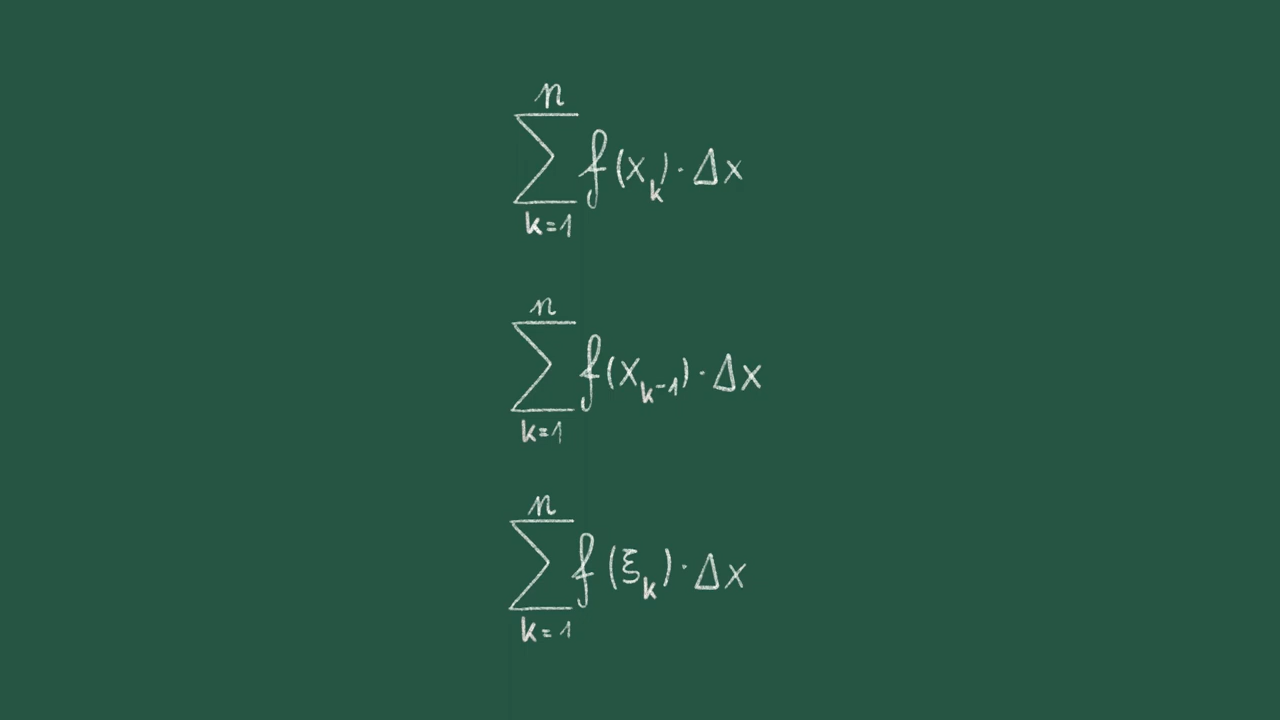 n
∑ f(x_k) · Δx
k=1
n
∑ f(x_{k-1}) · Δx
k=1
n
∑ f(ξ_k) · Δx
k=1